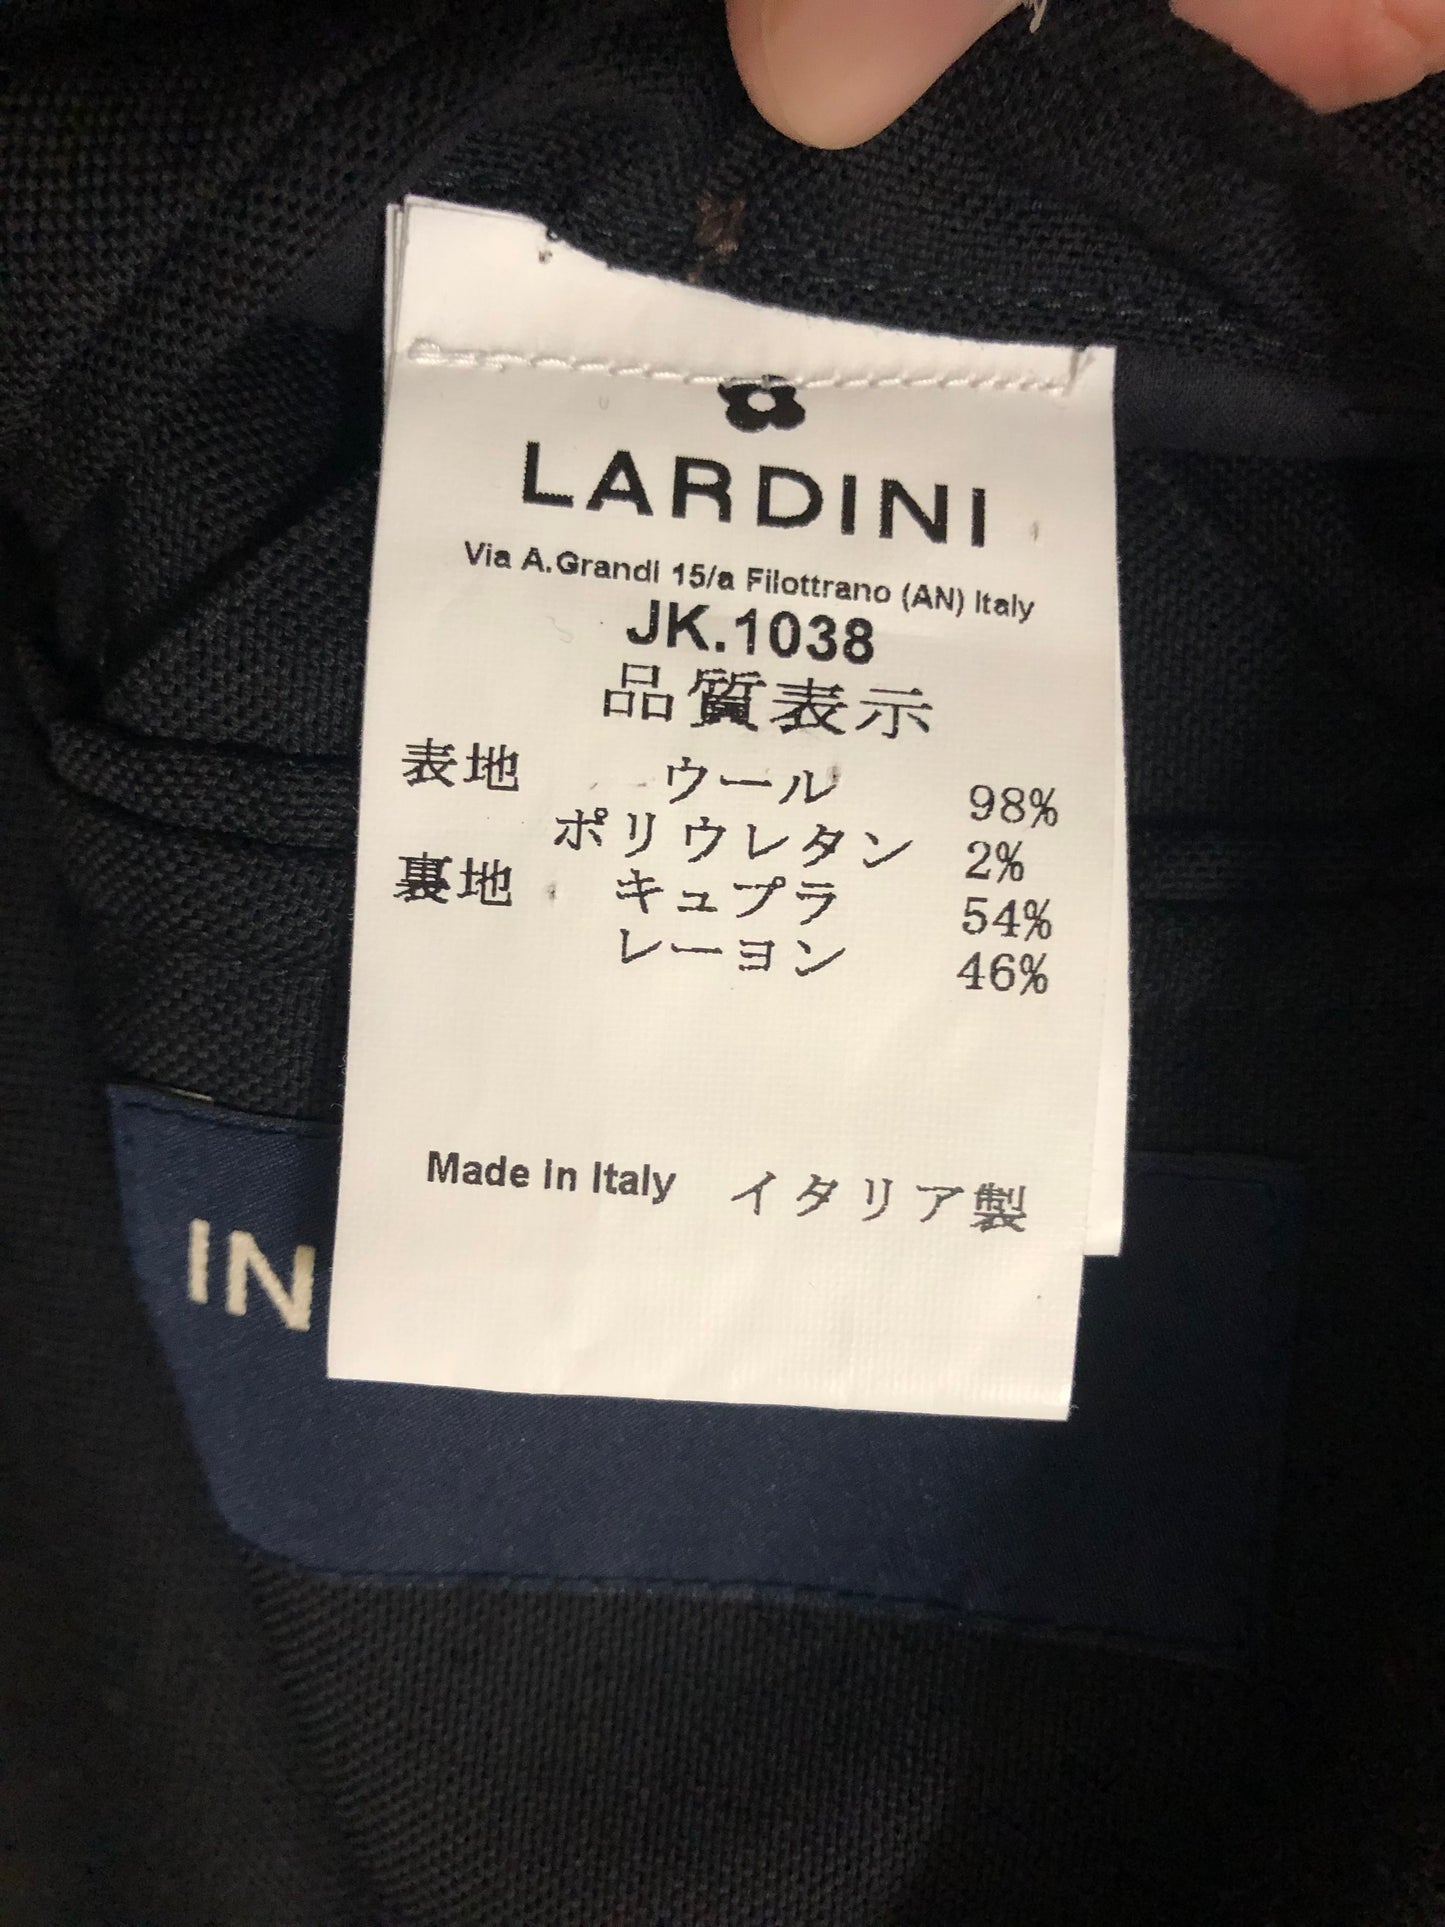 LARDINI
Via A.Grandi 15/a Filottrano (AN) Italy
JK.1038
品質表示
表地 ウール 98%
ポリウレタン 2%
裏地 キュプラ 54%
レーヨン 46%
Made in Italy イタリア製
IN